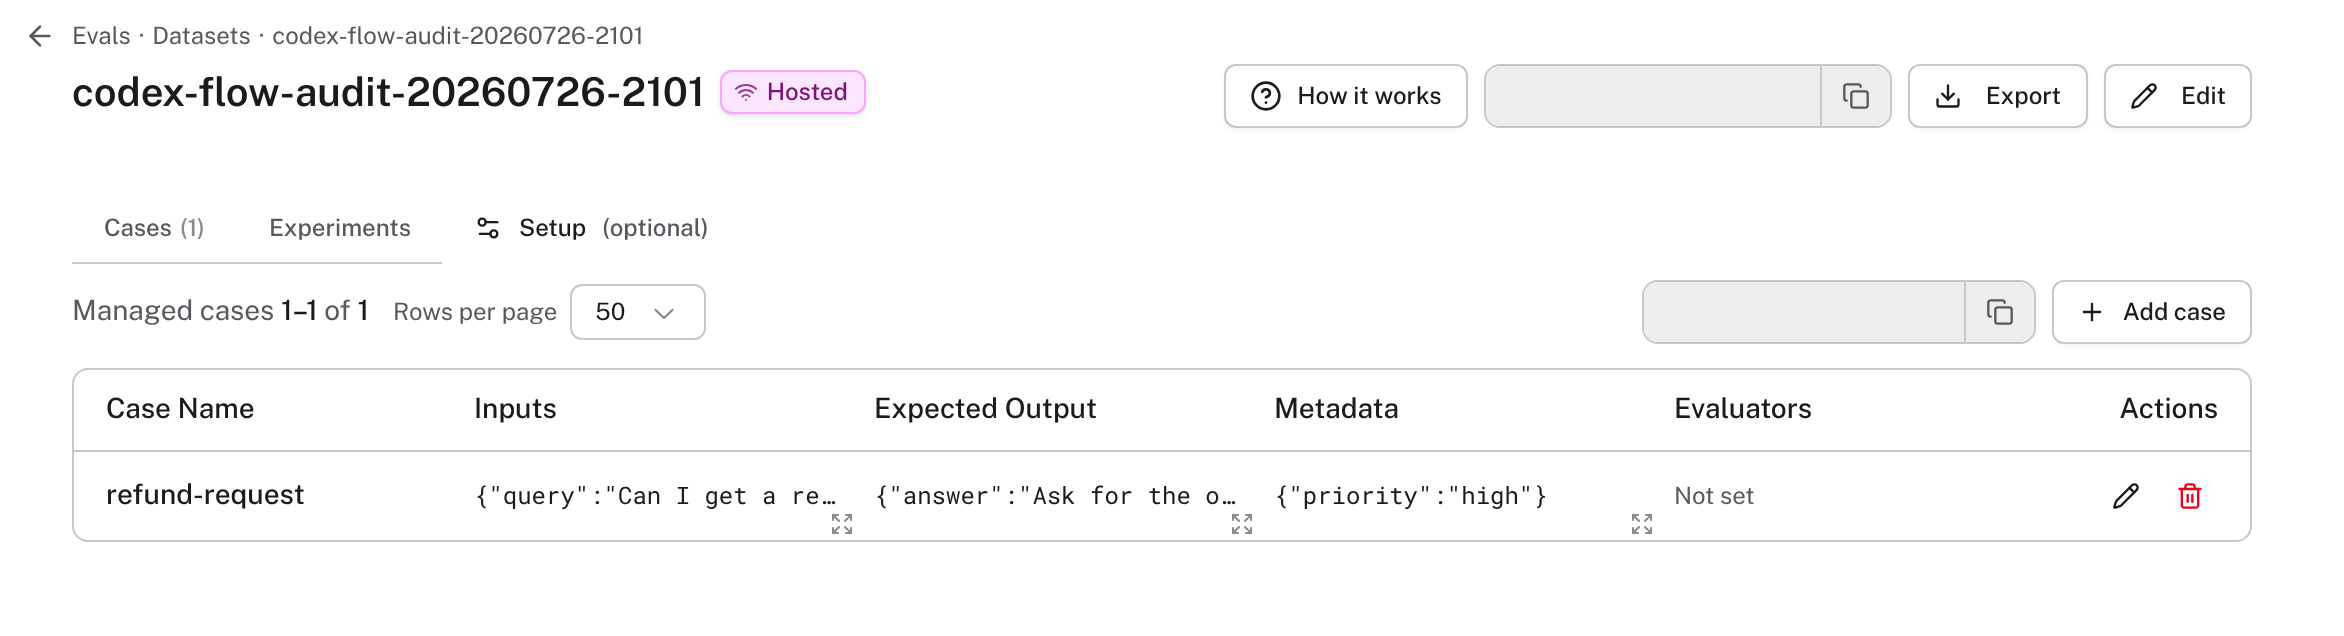 Evals · Datasets · codex-flow-audit-20260726-2101
codex-flow-audit-20260726-2101 Hosted
How it works Export Edit
Cases (1) Experiments Setup (optional)
Managed cases 1–1 of 1 Rows per page 50 Add case
Case Name Inputs Expected Output Metadata Evaluators Actions
refund-request {"query":"Can I get a re… {"answer":"Ask for the o… {"priority":"high"} Not set